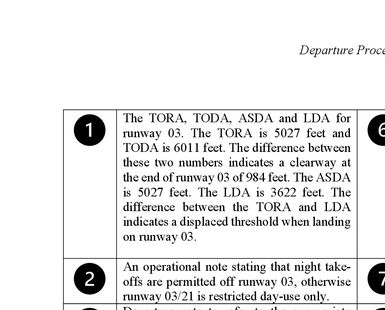 Departure Proce
1
The TORA, TODA, ASDA and LDA for
runway 03. The TORA is 5027 feet and
TODA is 6011 feet. The difference between
these two numbers indicates a clearway at
the end of runway 03 of 984 feet. The ASDA
is 5027 feet. The LDA is 3622 feet. The
difference between the TORA and LDA
indicates a displaced threshold when landing
on runway 03.
6
2
An operational note stating that night take-
offs are permitted off runway 03, otherwise
runway 03/21 is restricted day-use only.
7